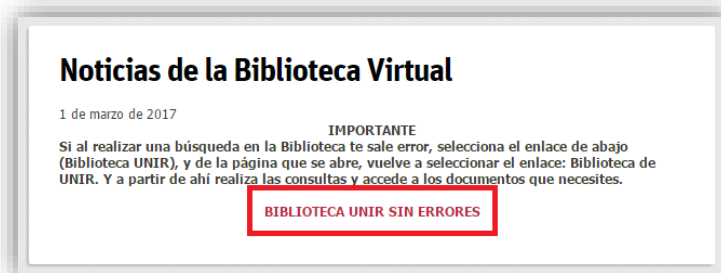 Noticias de la Biblioteca Virtual
1 de marzo de 2017
IMPORTANTE
Si al realizar una búsqueda en la Biblioteca te sale error, selecciona el enlace de abajo
(Biblioteca UNIR), y de la página que se abre, vuelve a seleccionar el enlace: Biblioteca de
UNIR. Y a partir de ahí realiza las consultas y accede a los documentos que necesites.
BIBLIOTECA UNIR SIN ERRORES